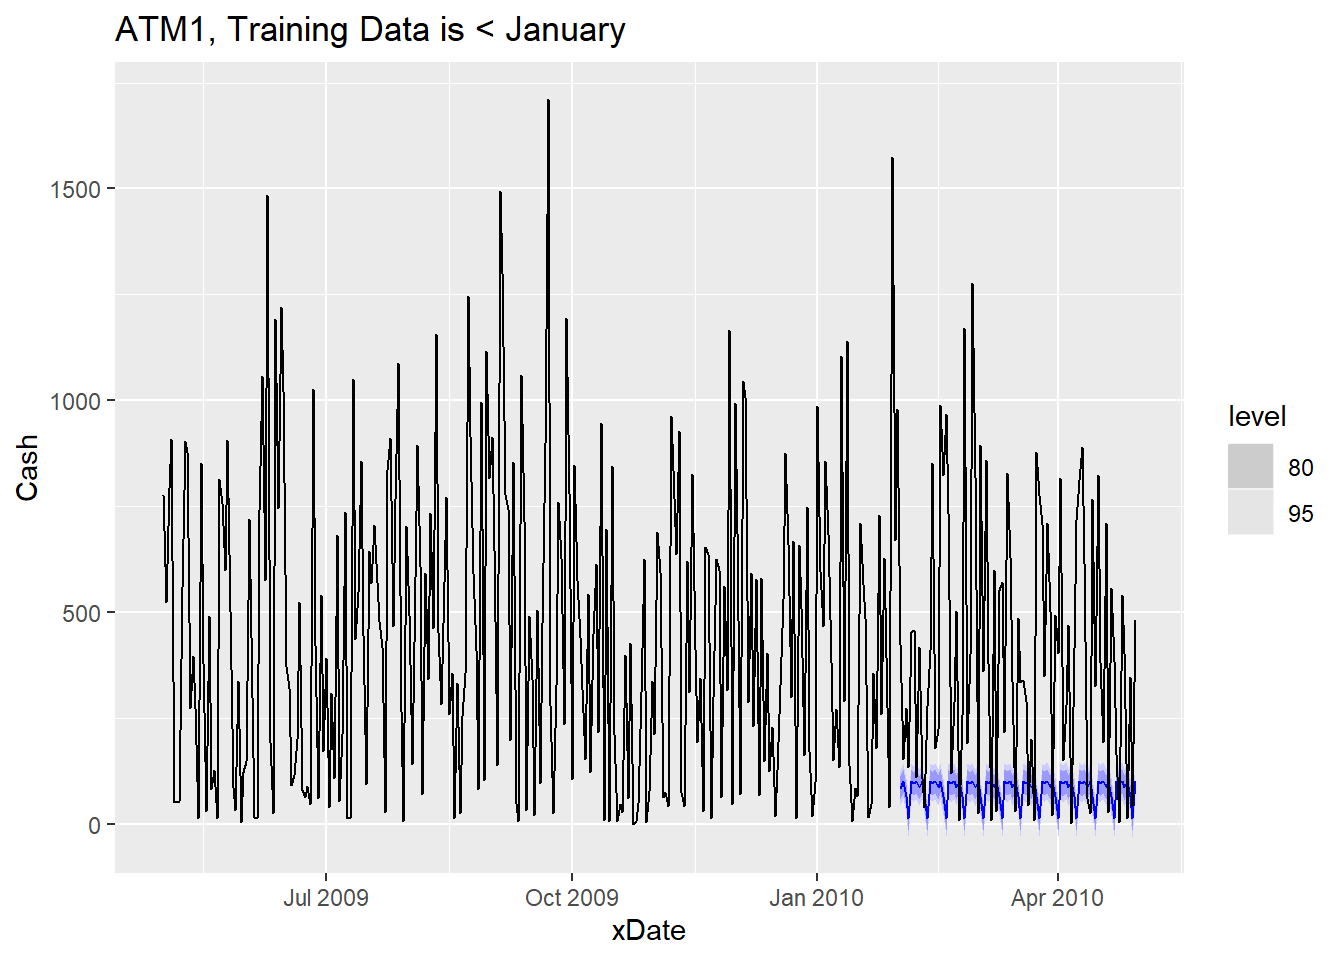 ATM1, Training Data is < January
Cash
1500
1000
500
0
Jul 2009
Oct 2009
Jan 2010
Apr 2010
xDate
level
80
95